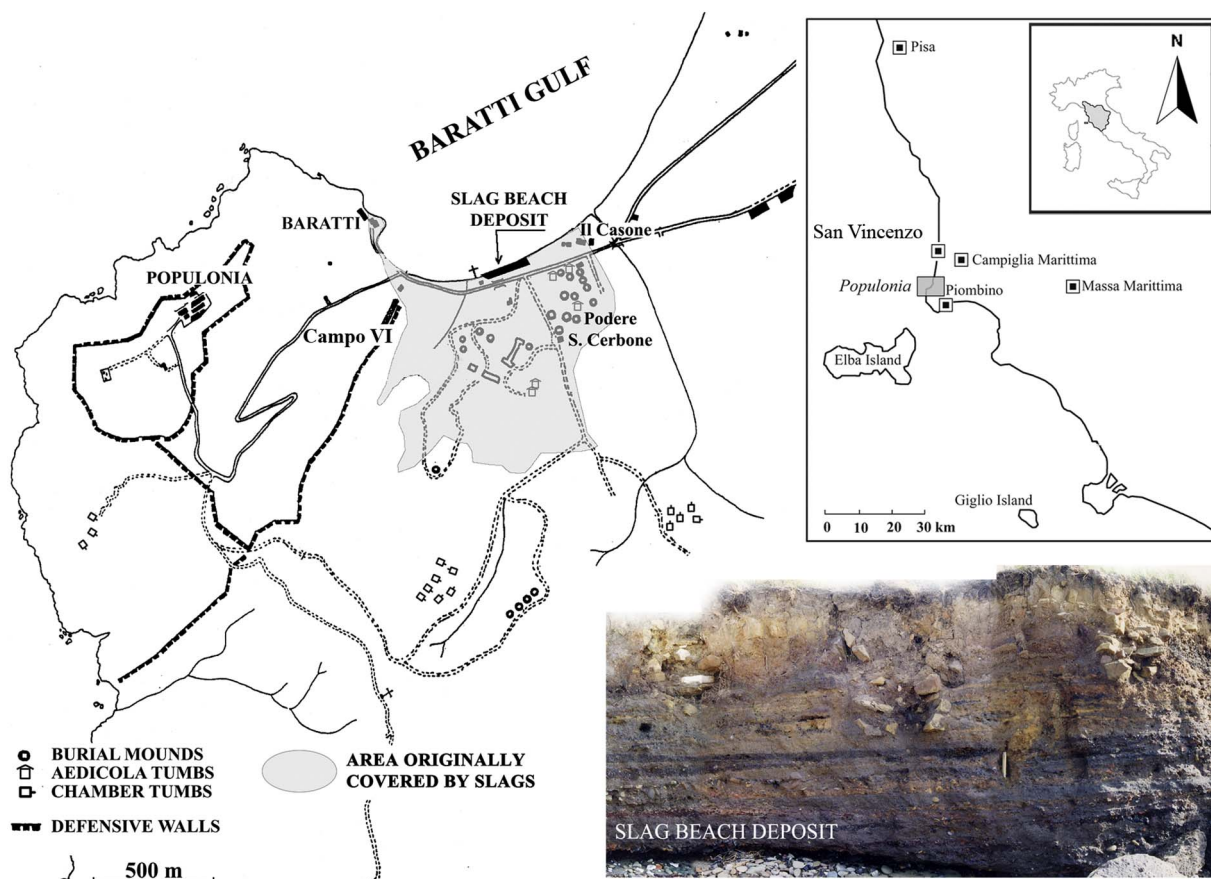 BARATTI GULF
SLAG BEACH
DEPOSIT
BARATTI
Il Casone
POPULONIA
Campo VI
Podere
S. Cerbone
BURIAL MOUNDS
AEDICOLA TUMBS
CHAMBER TUMBS
DEFENSIVE WALLS
500 m
AREA ORIGINALLY
COVERED BY SLAGS
Pisa
N
San Vincenzo
Campiglia Marittima
Populonia
Piombino
Massa Marittima
Elba Island
Giglio Island
0 10 20 30 km
SLAG BEACH DEPOSIT